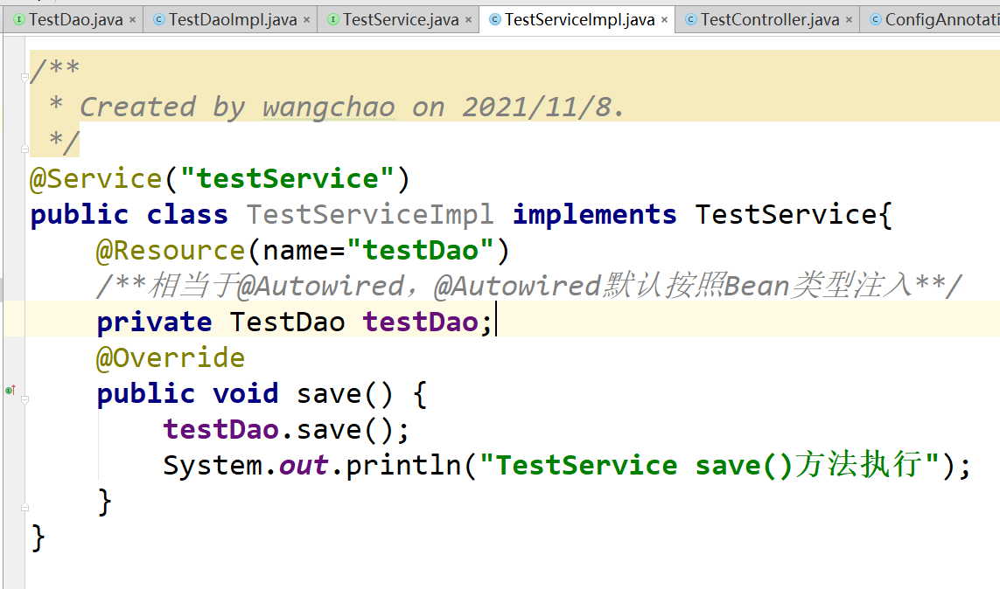 TestDao.java × TestDaoImpl.java × TestService.java × TestServiceImpl.java × TestController.java × ConfigAnnotati
/**
 * Created by wangchao on 2021/11/8.
 */
@Service("testService")
public class TestServiceImpl implements TestService{
    @Resource(name="testDao")
    /**相当于@Autowired，@Autowired默认按照Bean类型注入**/
    private TestDao testDao;
    @Override
    public void save() {
        testDao.save();
        System.out.println("TestService save()方法执行");
    }
}